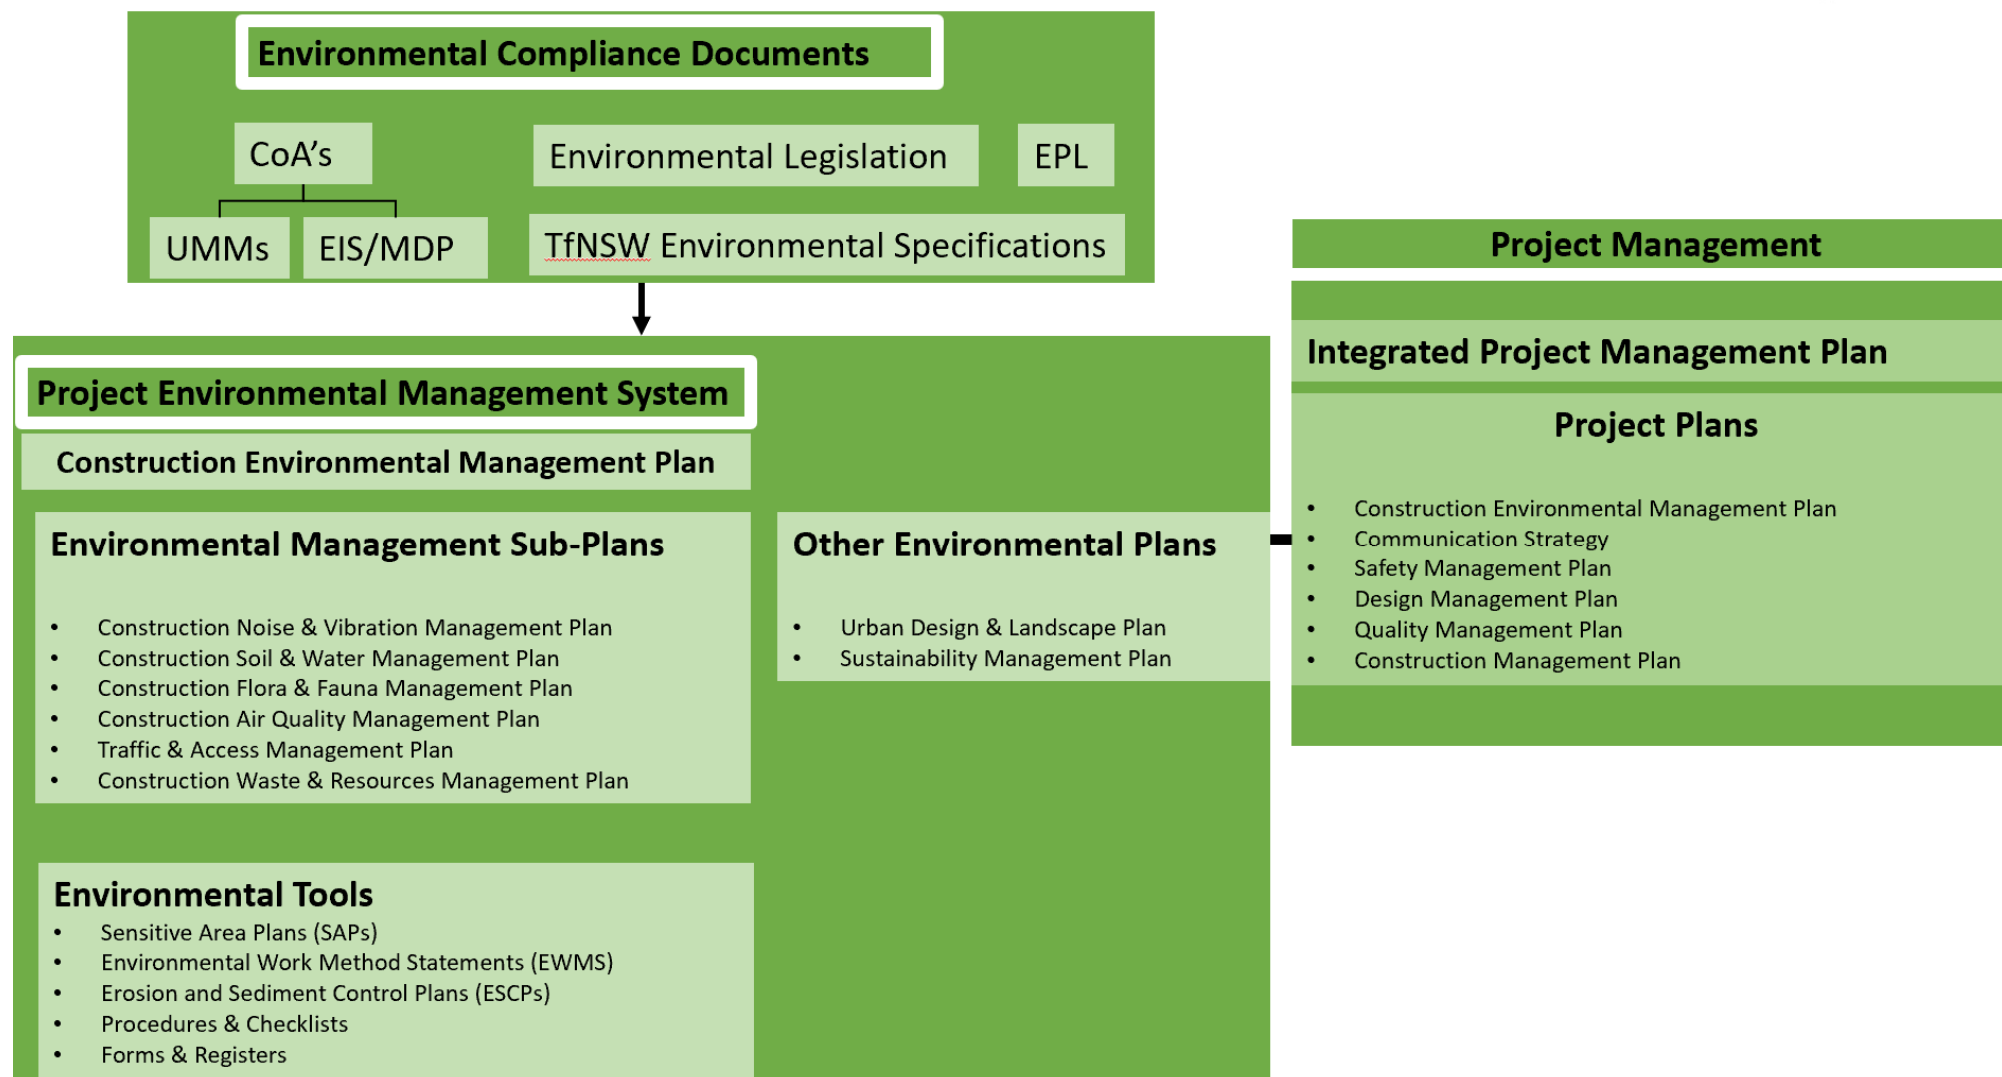 Environmental Compliance Documents
CoA’s
Environmental Legislation
EPL
UMMs
EIS/MDP
TfNSW Environmental Specifications
Project Environmental Management System
Construction Environmental Management Plan
Environmental Management Sub-Plans
• Construction Noise & Vibration Management Plan
• Construction Soil & Water Management Plan
• Construction Flora & Fauna Management Plan
• Construction Air Quality Management Plan
• Traffic & Access Management Plan
• Construction Waste & Resources Management Plan
Other Environmental Plans
• Urban Design & Landscape Plan
• Sustainability Management Plan
Environmental Tools
• Sensitive Area Plans (SAPs)
• Environmental Work Method Statements (EWMS)
• Erosion and Sediment Control Plans (ESCPs)
• Procedures & Checklists
• Forms & Registers
Project Management
Integrated Project Management Plan
Project Plans
• Construction Environmental Management Plan
• Communication Strategy
• Safety Management Plan
• Design Management Plan
• Quality Management Plan
• Construction Management Plan